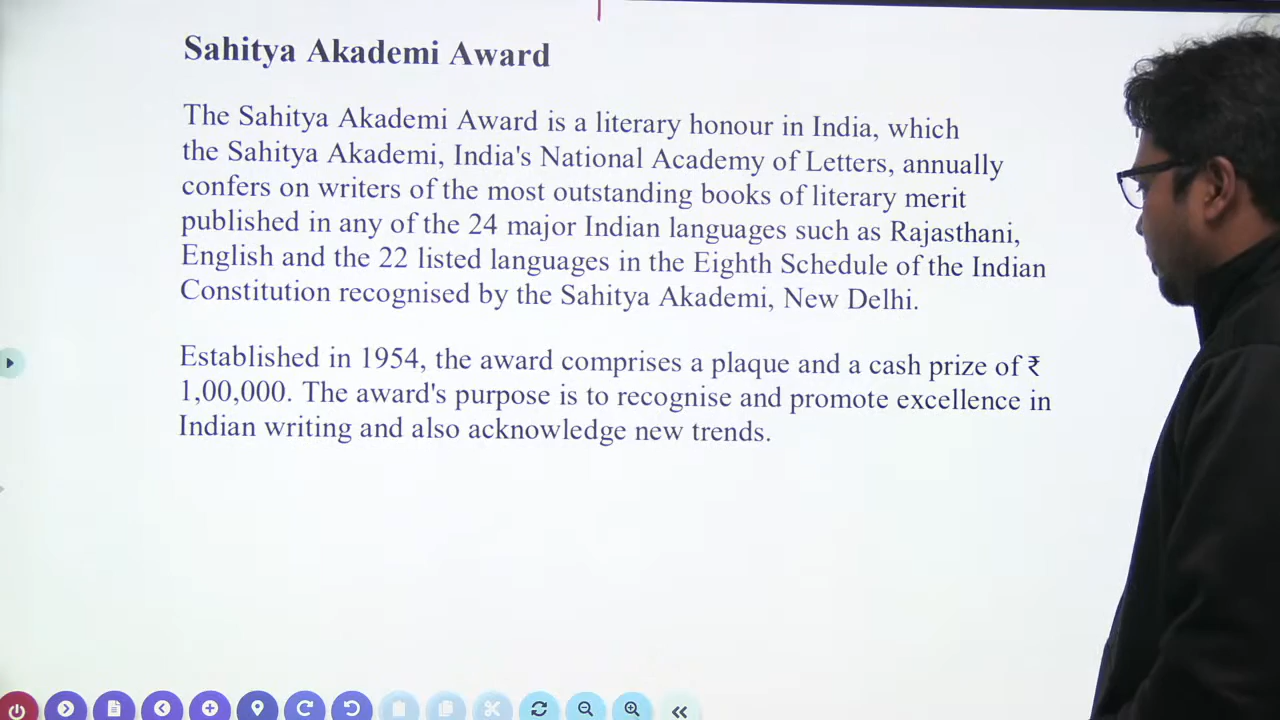 Sahitya Akademi Award
The Sahitya Akademi Award is a literary honour in India, which
the Sahitya Akademi, India's National Academy of Letters, annually
confers on writers of the most outstanding books of literary merit
published in any of the 24 major Indian languages such as Rajasthani,
English and the 22 listed languages in the Eighth Schedule of the Indian
Constitution recognised by the Sahitya Akademi, New Delhi.
Established in 1954, the award comprises a plaque and a cash prize of ₹
1,00,000. The award's purpose is to recognise and promote excellence in
Indian writing and also acknowledge new trends.